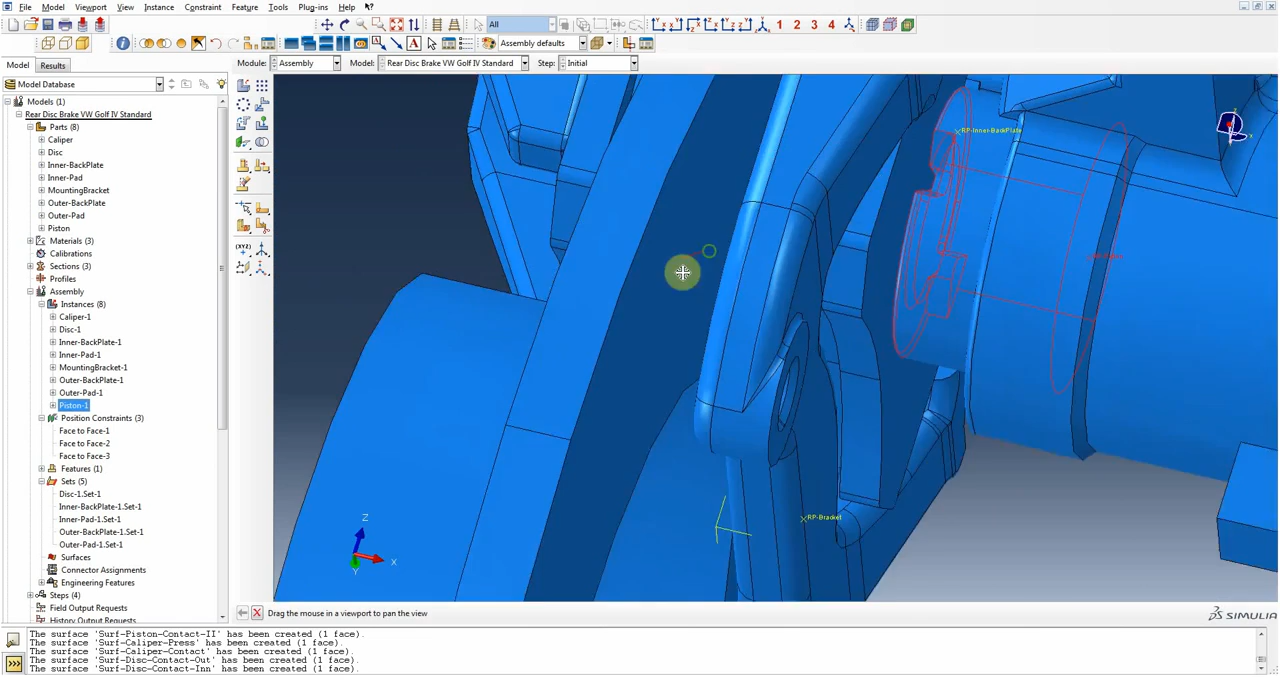 File Model Viewport View Instance Constraint Feature Tools Plug-ins Help
All
1 2 3 4
Assembly defaults
Model Results
Module: Assembly Model: Rear Disc Brake VW Golf IV Standard Step: Initial
Model Database
Models (1)
Rear Disc Brake VW Golf IV Standard
Parts (8)
Caliper
Disc
Inner-BackPlate
Inner-Pad
MountingBracket
Outer-BackPlate
Outer-Pad
Piston
Materials (3)
Calibrations
Sections (3)
Profiles
Assembly
Instances (8)
Caliper-1
Disc-1
Inner-BackPlate-1
Inner-Pad-1
MountingBracket-1
Outer-BackPlate-1
Outer-Pad-1
Piston-1
Position Constraints (3)
Face to Face-1
Face to Face-2
Face to Face-3
Features (1)
Sets (5)
Disc-1.Set-1
Inner-BackPlate-1.Set-1
Inner-Pad-1.Set-1
Outer-BackPlate-1.Set-1
Outer-Pad-1.Set-1
Surfaces
Connector Assignments
Engineering Features
Steps (4)
Field Output Requests
History Output Requests
(XYZ)
RP-Inner-BackPlate
RP-Bracket
Z
X
Y
Drag the mouse in a viewport to pan the view
SIMULIA
The surface 'Surf-Piston-Contact-II' has been created (1 face).
The surface 'Surf-Caliper-Press' has been created (1 face).
The surface 'Surf-Caliper-Contact' has been created (1 face).
The surface 'Surf-Disc-Contact-Out' has been created (1 face).
The surface 'Surf-Disc-Contact-Inn' has been created (1 face).